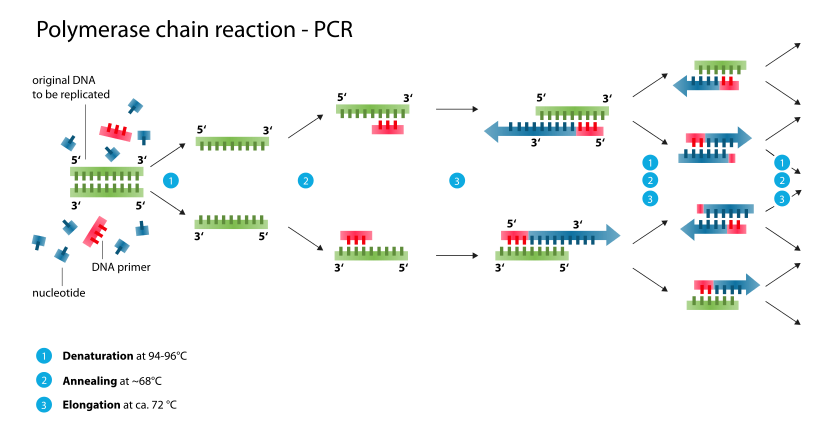 Polymerase chain reaction - PCR
original DNA
to be replicated
5‘ 3‘
3‘ 5‘
DNA primer
nucleotide
1
5‘ 3‘
3‘ 5‘
2
5‘ 3‘
3‘ 5‘
3
5‘ 3‘
3‘ 5‘
5‘ 3‘
3‘ 5‘
1
2
3
1
2
3
1 Denaturation at 94-96°C
2 Annealing at ~68°C
3 Elongation at ca. 72 °C